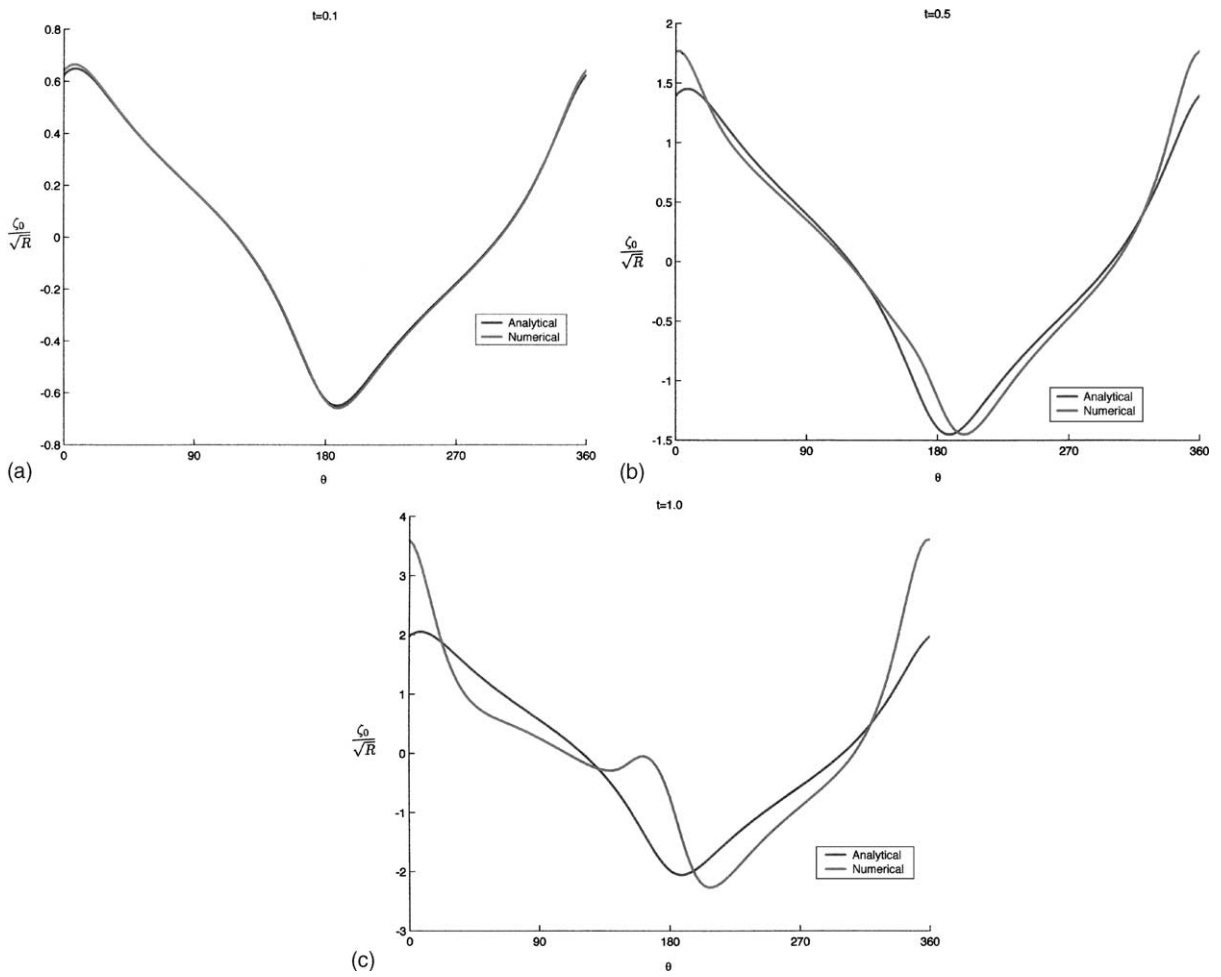 t=0.1
0.8
0.6
0.4
0.2
0
-0.2
-0.4
-0.6
-0.8
ζ₀
√R
Analytical
Numerical
0 90 180 270 360
θ
(a)
t=0.5
2
1.5
1
0.5
0
-0.5
-1
-1.5
ζ₀
√R
Analytical
Numerical
0 90 180 270 360
θ
(b)
t=1.0
4
3
2
1
0
-1
-2
-3
ζ₀
√R
Analytical
Numerical
0 90 180 270 360
θ
(c)